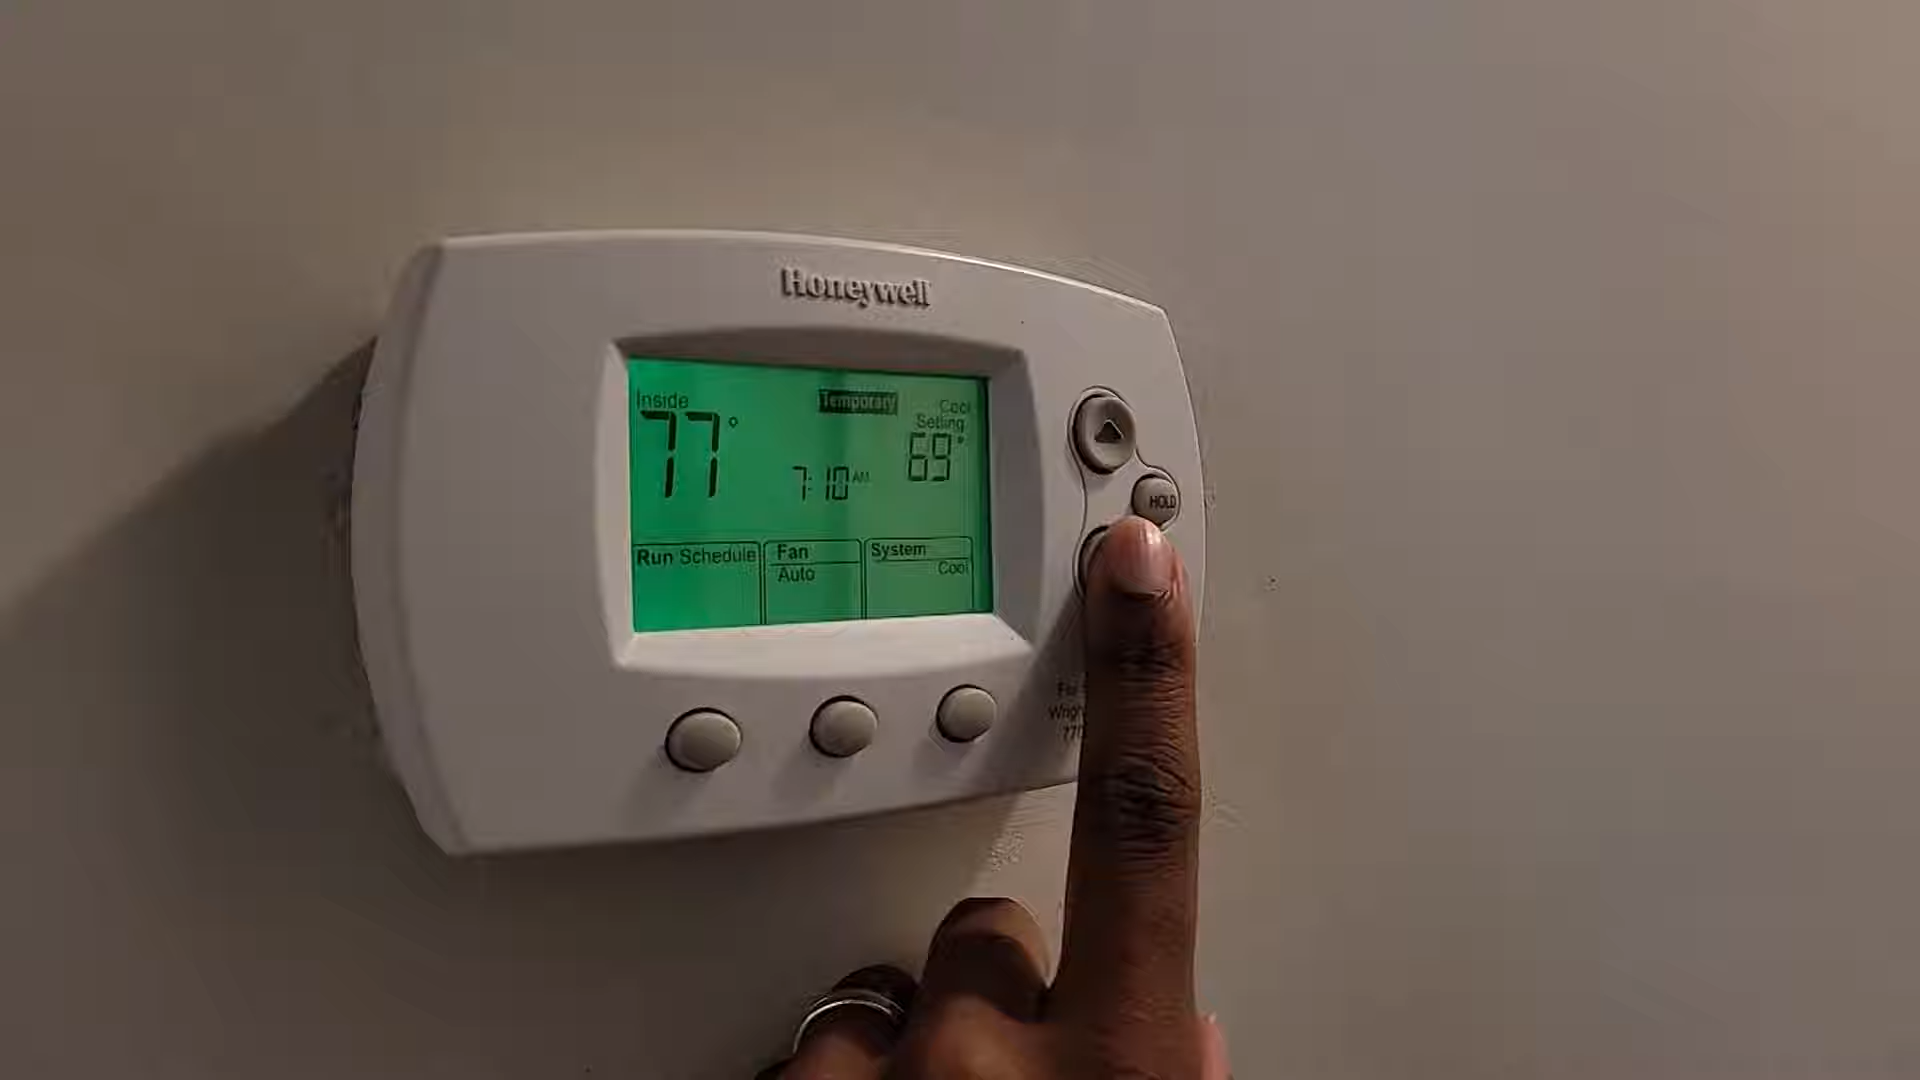 Honeywell
Inside
Temporary
Cool
Setting
77°
69°
7:10 AM
Run Schedule
Fan
System
Auto
Cool
HOLD